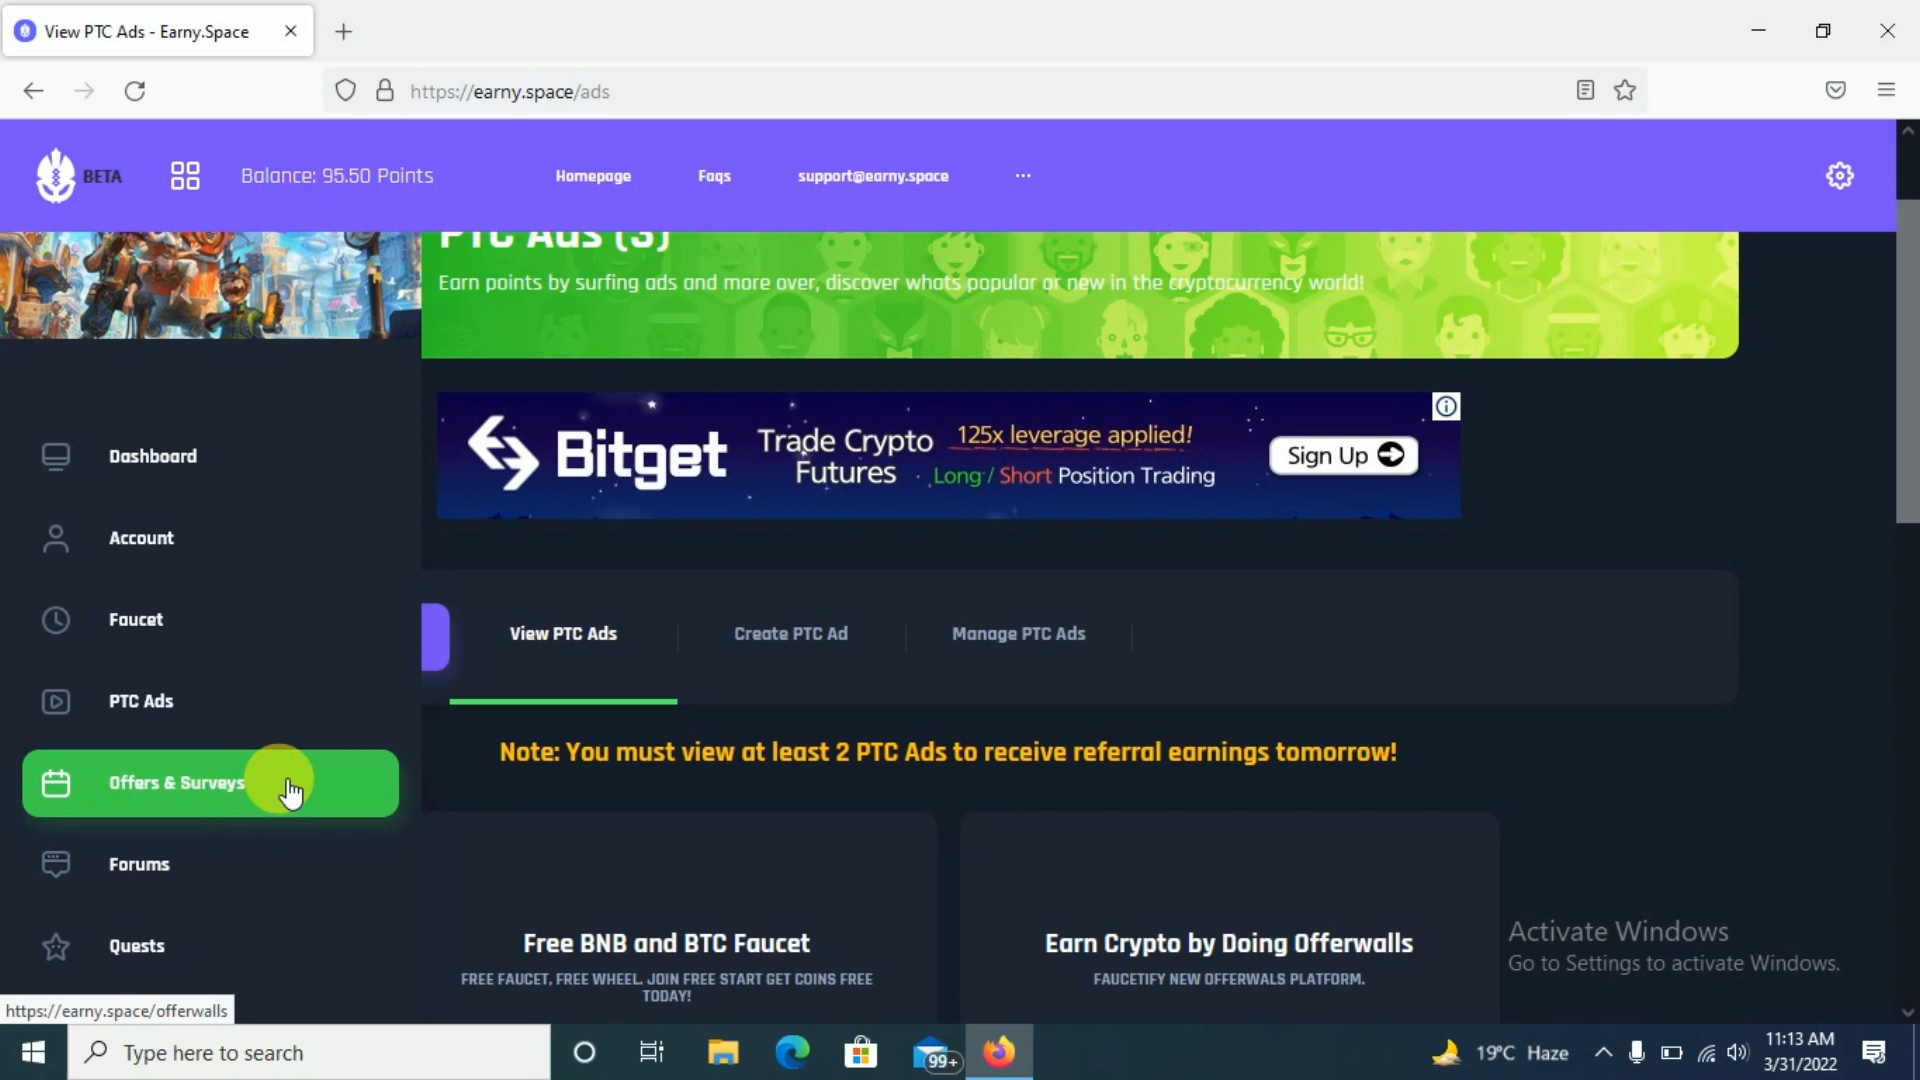 View PTC Ads - Earny.Space
https://earny.space/ads
BETA
Balance: 95.50 Points
Homepage
Faqs
support@earny.space
...
PTC Ads (3)
Earn points by surfing ads and more over, discover whats popular or new in the cryptocurrency world!
Bitget
Trade Crypto
Futures
125x leverage applied!
Long / Short Position Trading
Sign Up
Dashboard
Account
Faucet
PTC Ads
Offers & Surveys
Forums
Quests
View PTC Ads
Create PTC Ad
Manage PTC Ads
Note: You must view at least 2 PTC Ads to receive referral earnings tomorrow!
Free BNB and BTC Faucet
FREE FAUCET, FREE WHEEL. JOIN FREE START GET COINS FREE
TODAY!
Earn Crypto by Doing Offerwalls
FAUCETIFY NEW OFFERWALS PLATFORM.
Activate Windows
Go to Settings to activate Windows.
https://earny.space/offerwalls
Type here to search
99+
19°C Haze
11:13 AM
3/31/2022